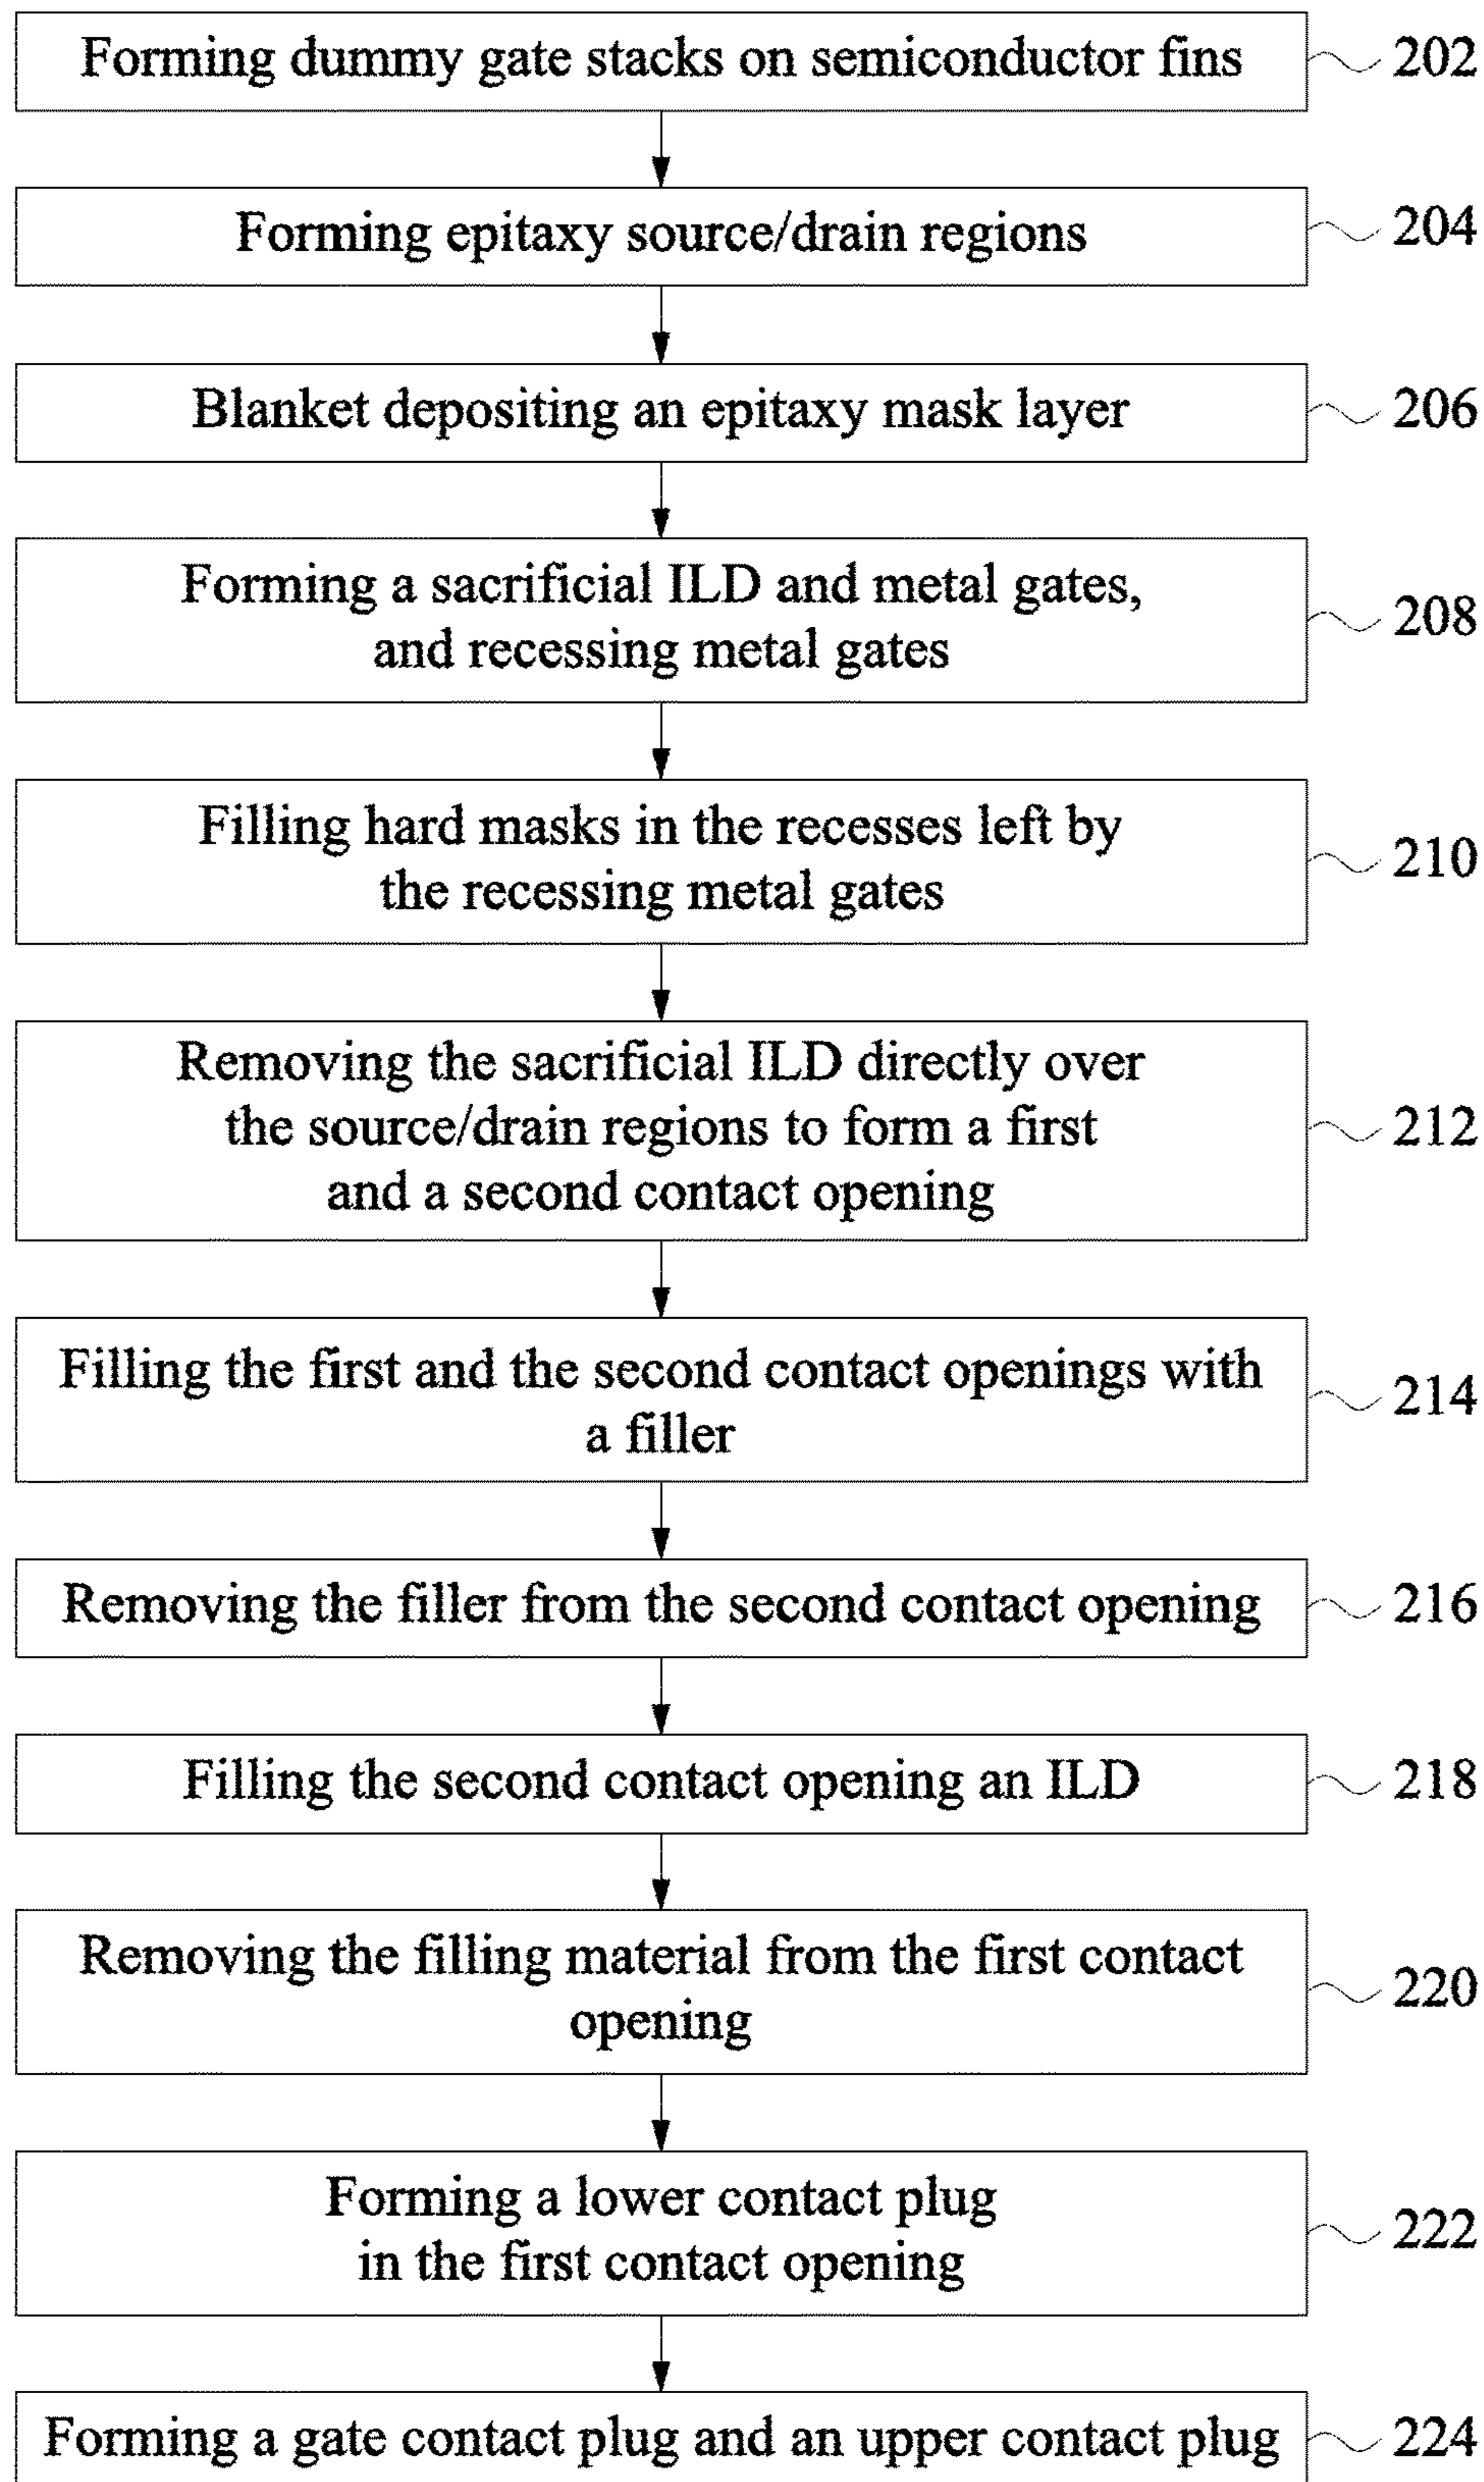 Forming dummy gate stacks on semiconductor fins
202
Forming epitaxy source/drain regions
204
Blanket depositing an epitaxy mask layer
206
Forming a sacrificial ILD and metal gates,
and recessing metal gates
208
Filling hard masks in the recesses left by
the recessing metal gates
210
Removing the sacrificial ILD directly over
the source/drain regions to form a first
and a second contact opening
212
Filling the first and the second contact openings with
a filler
214
Removing the filler from the second contact opening
216
Filling the second contact opening an ILD
218
Removing the filling material from the first contact
opening
220
Forming a lower contact plug
in the first contact opening
222
Forming a gate contact plug and an upper contact plug
224